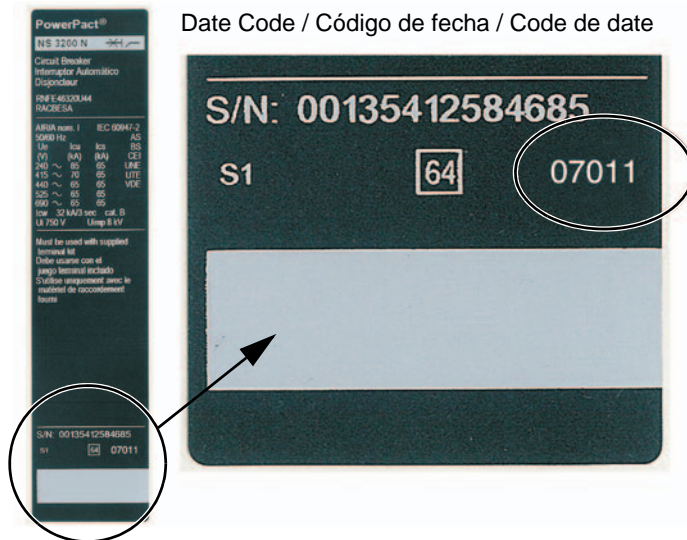 PowerPact®
NS 3200 N
Circuit Breaker
Interruptor Automático
Disjoncteur
RNFE46320U44
RACBESA
AIR/IA nom. I IEC 60947-2
50/60 Hz AS
Ue Icu Ics BS
(V) (kA) (kA) CEI
240 ~ 85 65 UNE
415 ~ 70 65 UTE
440 ~ 65 65 VDE
525 ~ 65 65
690 ~ 65 65
Icw 32 kA/3 sec cat. B
Ui 750 V Uimp 8 kV
Must be used with supplied
terminal kit
Debe usarse con el
juego terminal incluido
S'utilise uniquement avec le
matériel de raccordement
fourni
S/N: 00135412584685
S1 64 07011
Date Code / Código de fecha / Code de date
S/N: 00135412584685
S1 64 07011